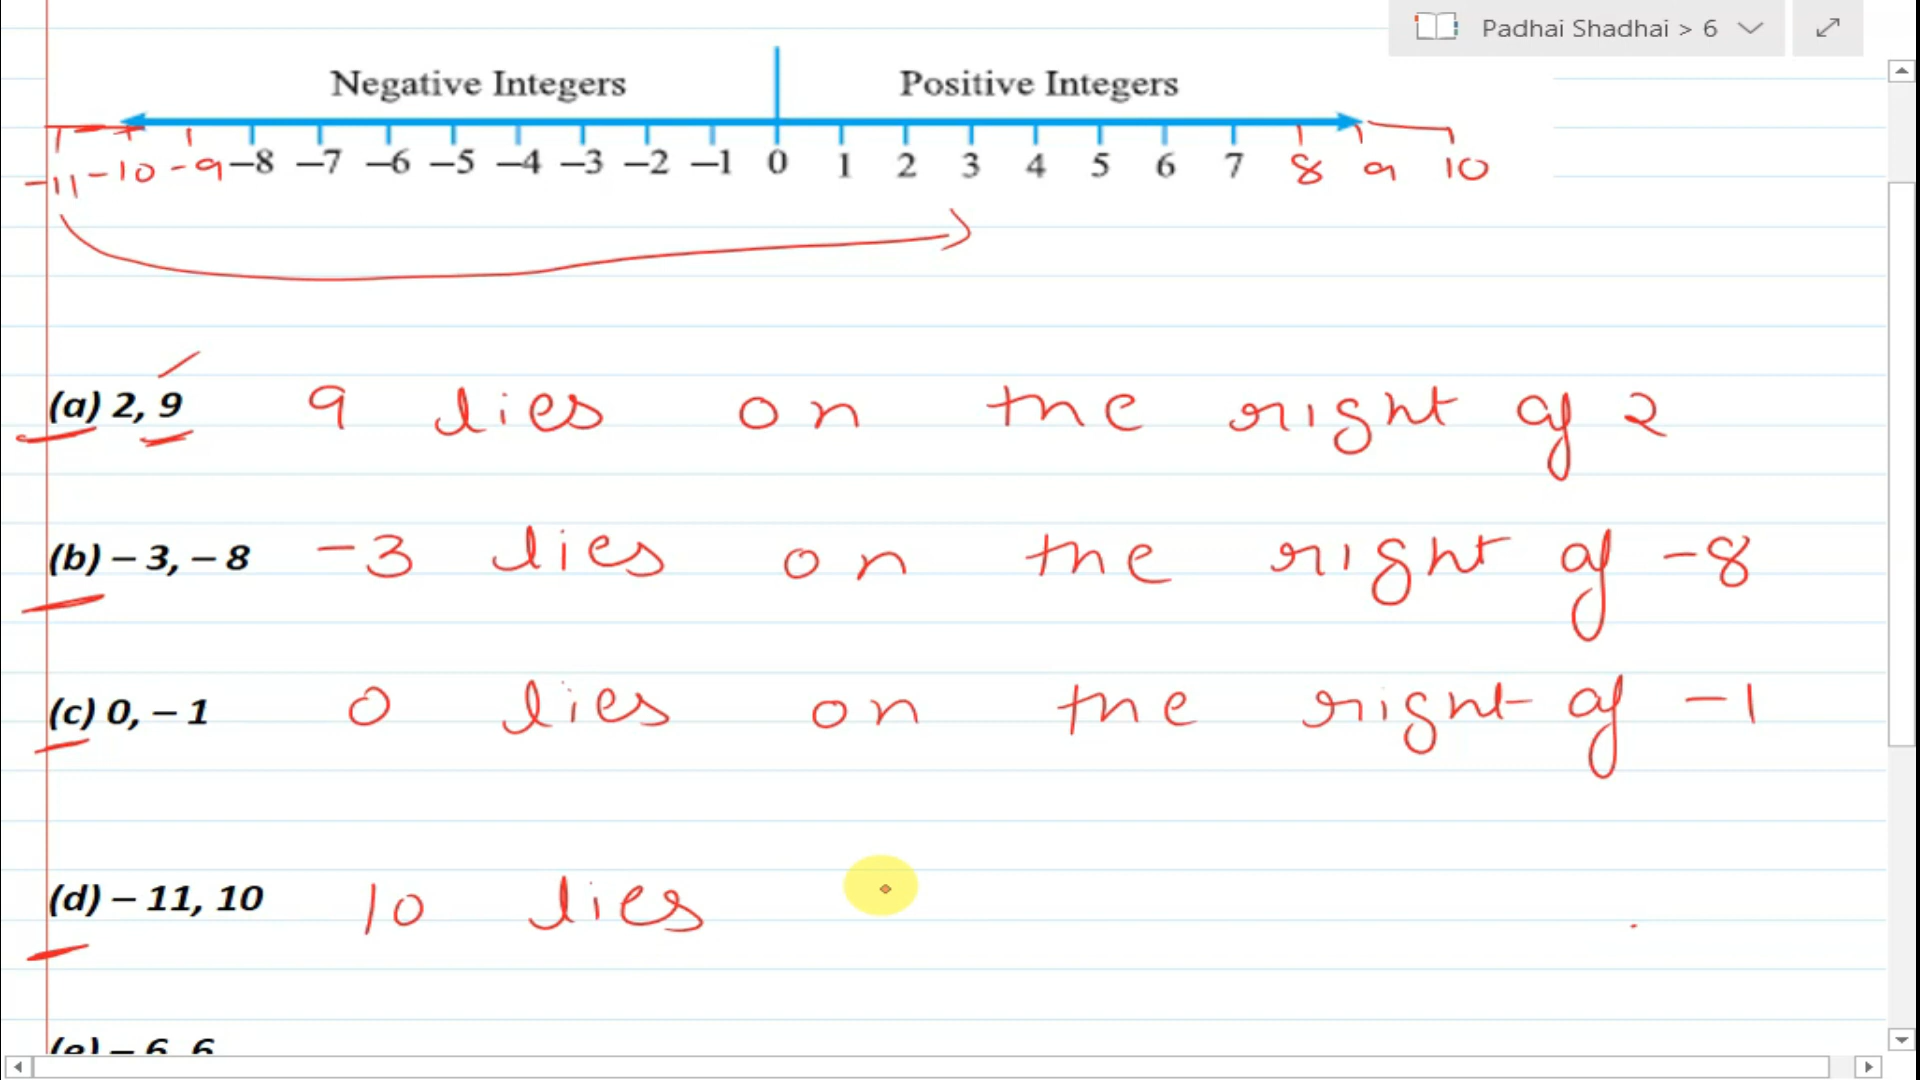 Padhai Shadhai > 6
Negative Integers Positive Integers
-11 -10 -9 –8 –7 –6 –5 –4 –3 –2 –1 0 1 2 3 4 5 6 7 8 9 10
(a) 2, 9 9 lies on the right of 2
(b) – 3, – 8 -3 lies on the right of -8
(c) 0, – 1 0 lies on the right of -1
(d) – 11, 10 10 lies
(e) – 6, 6